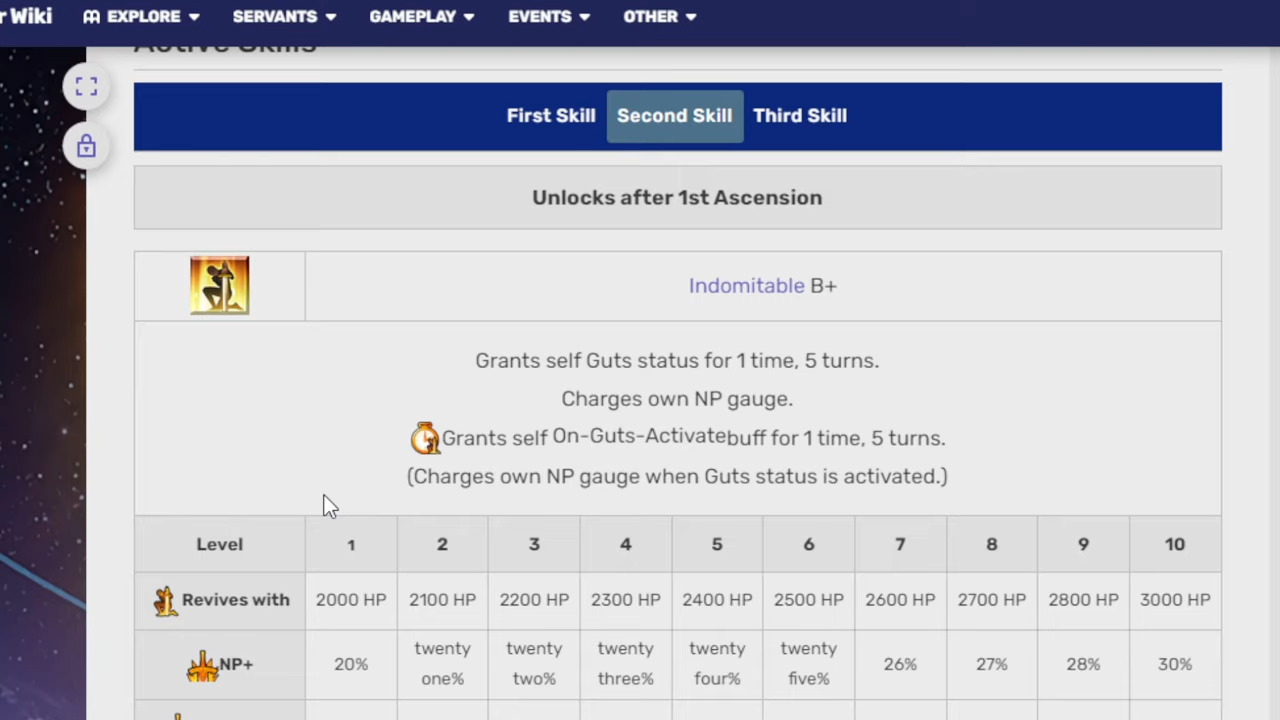 r Wiki EXPLORE SERVANTS GAMEPLAY EVENTS OTHER
Active Skills
First Skill Second Skill Third Skill
Unlocks after 1st Ascension
Indomitable B+
Grants self Guts status for 1 time, 5 turns.
Charges own NP gauge.
Grants self On-Guts-Activatebuff for 1 time, 5 turns.
(Charges own NP gauge when Guts status is activated.)
Level 1 2 3 4 5 6 7 8 9 10
Revives with 2000 HP 2100 HP 2200 HP 2300 HP 2400 HP 2500 HP 2600 HP 2700 HP 2800 HP 3000 HP
NP+ 20% twenty one% twenty two% twenty three% twenty four% twenty five% 26% 27% 28% 30%